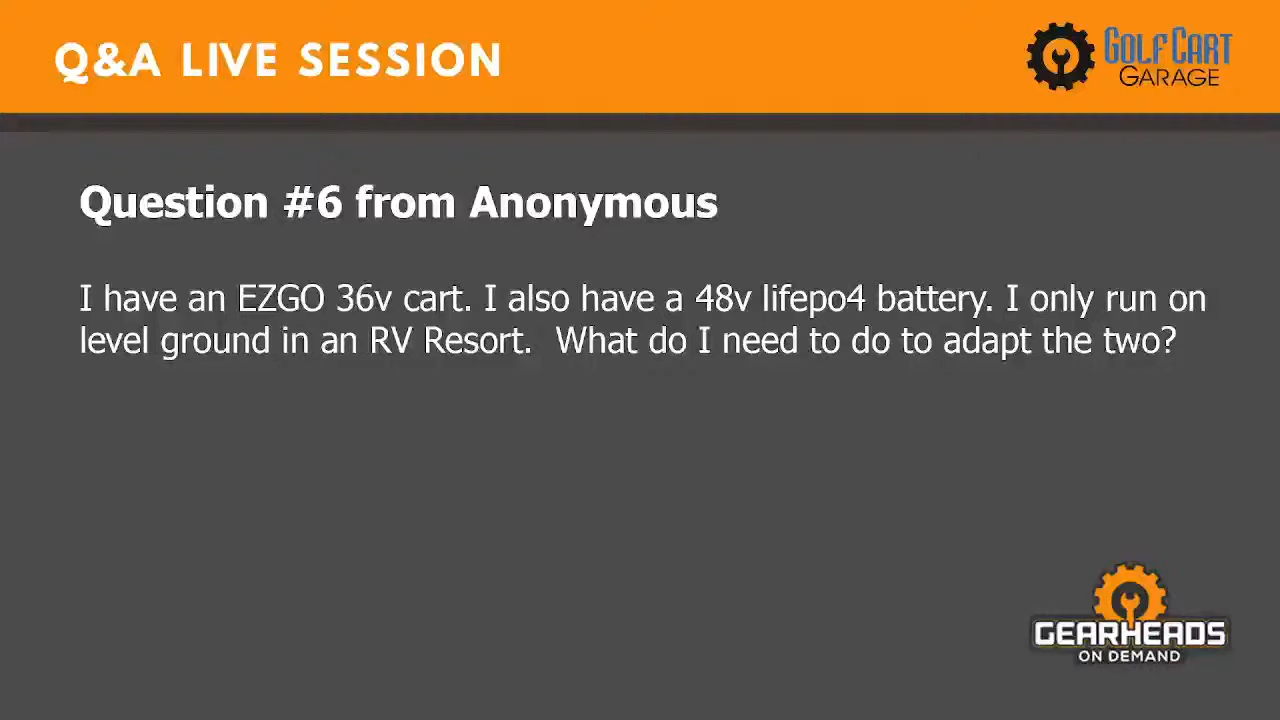 Q&A LIVE SESSION
GOLF CART
GARAGE
Question #6 from Anonymous
I have an EZGO 36v cart. I also have a 48v lifepo4 battery. I only run on
level ground in an RV Resort.  What do I need to do to adapt the two?
GEARHEADS
ON DEMAND